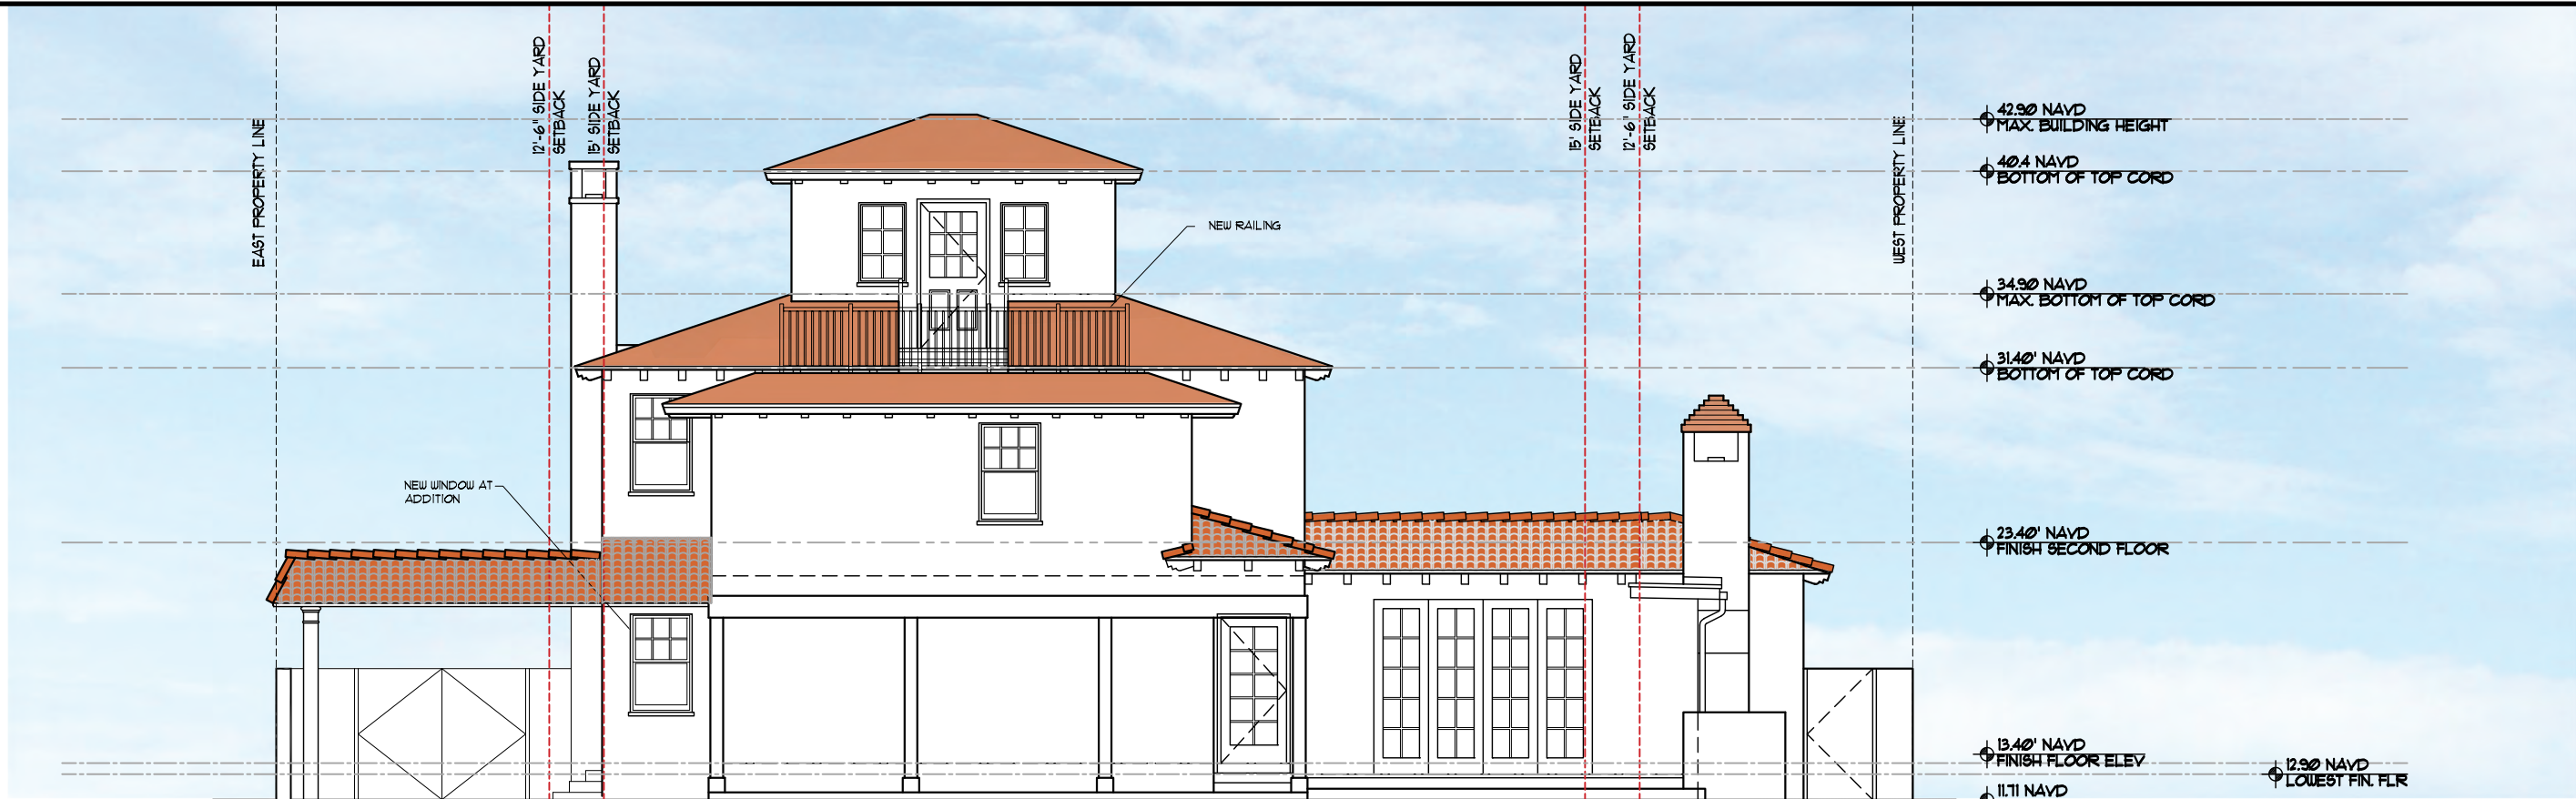 EAST PROPERTY LINE
12'-6" SIDE YARD
SETBACK
15' SIDE YARD
SETBACK
15' SIDE YARD
SETBACK
12'-6" SIDE YARD
SETBACK
WEST PROPERTY LINE
42.90 NAVD
MAX. BUILDING HEIGHT
40.4 NAVD
BOTTOM OF TOP CORD
NEW RAILING
34.90 NAVD
MAX. BOTTOM OF TOP CORD
31.40' NAVD
BOTTOM OF TOP CORD
NEW WINDOW AT
ADDITION
23.40' NAVD
FINISH SECOND FLOOR
13.40' NAVD
FINISH FLOOR ELEV
12.90 NAVD
LOWEST FIN. FLR
11.71 NAVD